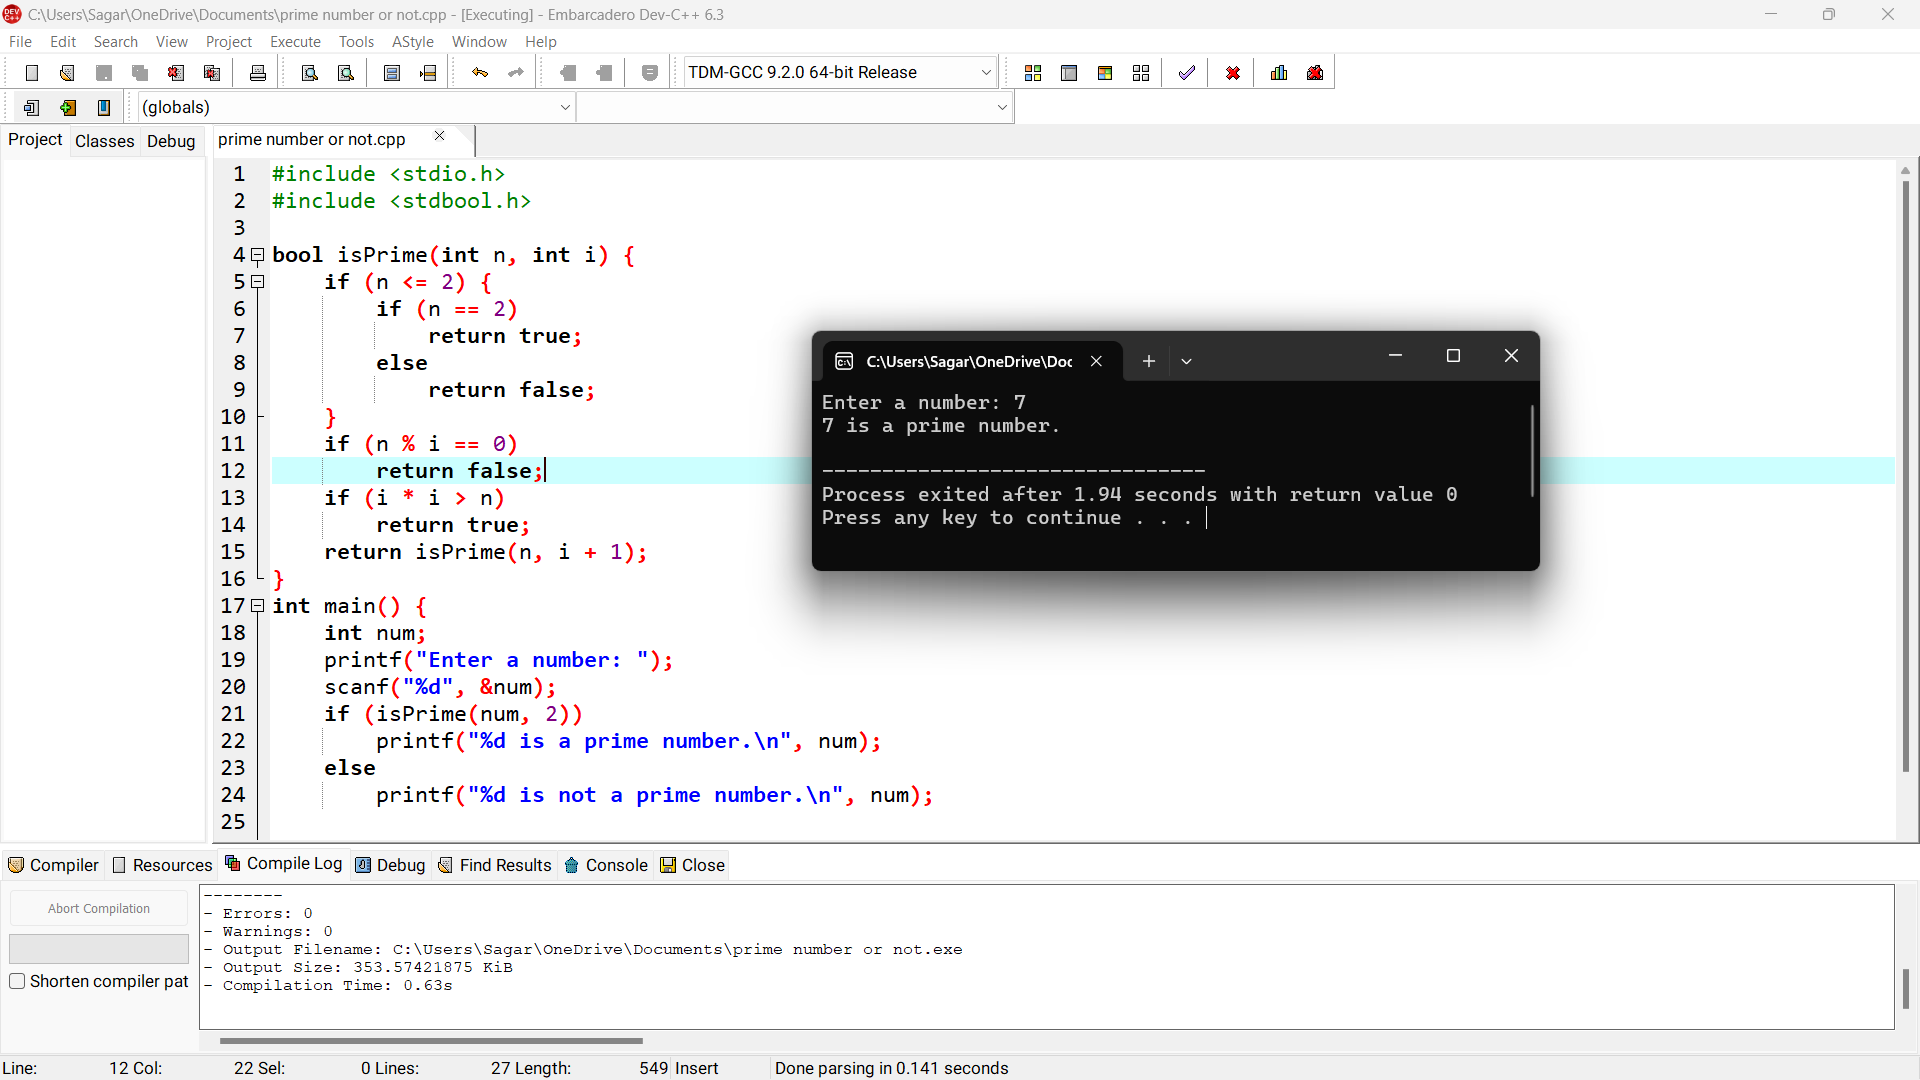 C:\Users\Sagar\OneDrive\Documents\prime number or not.cpp - [Executing] - Embarcadero Dev-C++ 6.3
File Edit Search View Project Execute Tools AStyle Window Help
TDM-GCC 9.2.0 64-bit Release
(globals)
Project Classes Debug
prime number or not.cpp
1 #include <stdio.h>
2 #include <stdbool.h>
3
4 bool isPrime(int n, int i) {
5 if (n <= 2) {
6 if (n == 2)
7 return true;
8 else
9 return false;
10 }
11 if (n % i == 0)
12 return false;
13 if (i * i > n)
14 return true;
15 return isPrime(n, i + 1);
16 }
17 int main() {
18 int num;
19 printf("Enter a number: ");
20 scanf("%d", &num);
21 if (isPrime(num, 2))
22 printf("%d is a prime number.\n", num);
23 else
24 printf("%d is not a prime number.\n", num);
25
C:\Users\Sagar\OneDrive\Doc
Enter a number: 7
7 is a prime number.
--------------------------------
Process exited after 1.94 seconds with return value 0
Press any key to continue . . .
Compiler Resources Compile Log Debug Find Results Console Close
Abort Compilation
Shorten compiler pat
--------
- Errors: 0
- Warnings: 0
- Output Filename: C:\Users\Sagar\OneDrive\Documents\prime number or not.exe
- Output Size: 353.57421875 KiB
- Compilation Time: 0.63s
Line: 12 Col: 22 Sel: 0 Lines: 27 Length: 549 Insert Done parsing in 0.141 seconds